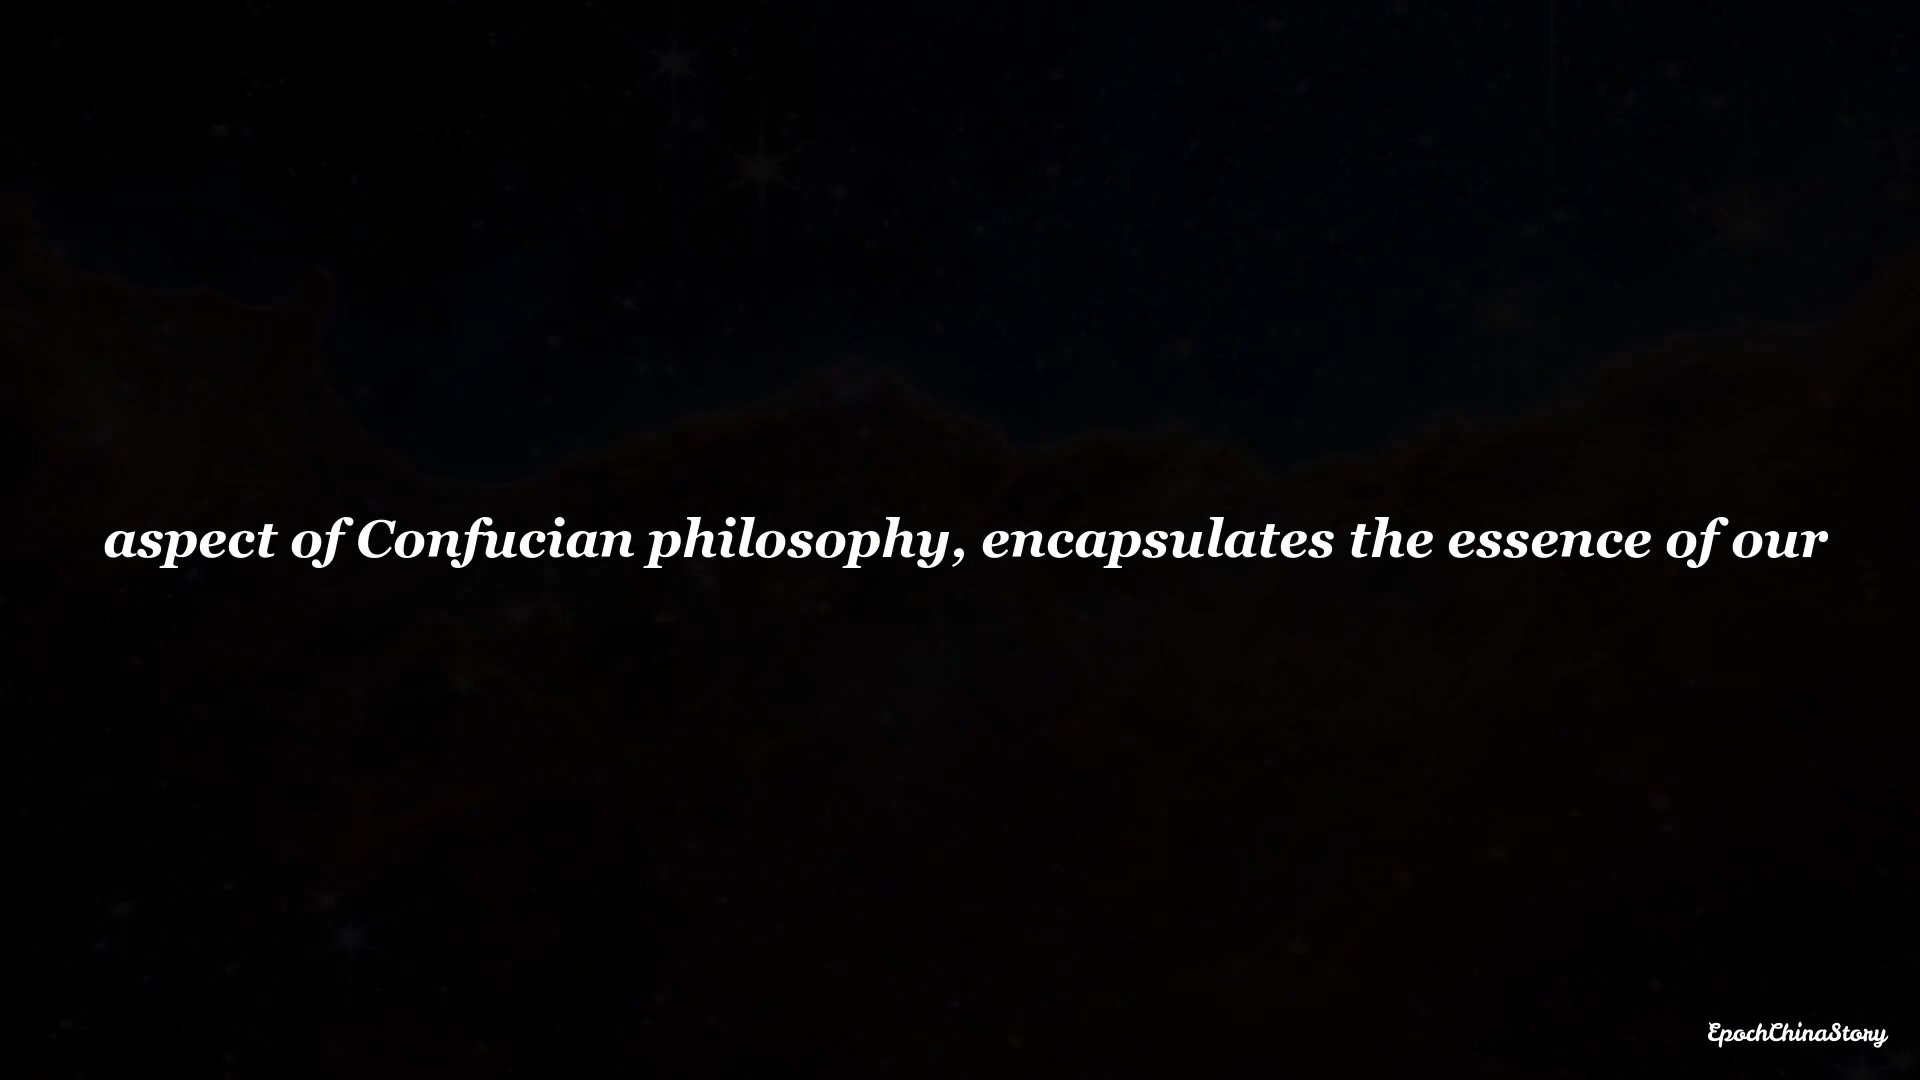 aspect of Confucian philosophy, encapsulates the essence of our
EpochChinaStory